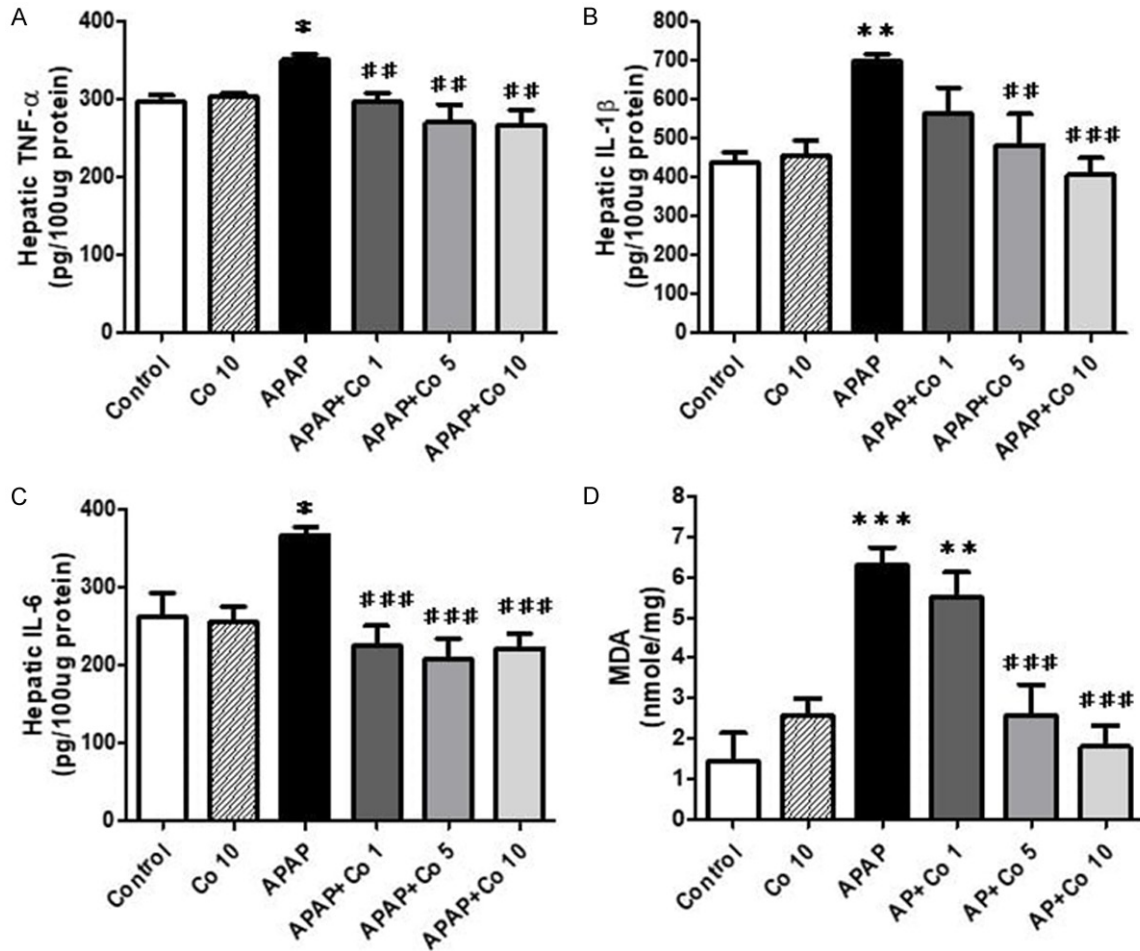 A
Hepatic TNF-α
(pg/100ug protein)
400
300
200
100
0
*
##
##
##
Control
Co 10
APAP
APAP+Co 1
APAP+Co 5
APAP+Co 10
B
Hepatic IL-1β
(pg/100ug protein)
800
700
600
500
400
300
200
100
0
**
##
###
Control
Co 10
APAP
APAP+Co 1
APAP+Co 5
APAP+Co 10
C
Hepatic IL-6
(pg/100ug protein)
400
300
200
100
0
*
###
###
###
Control
Co 10
APAP
APAP+Co 1
APAP+Co 5
APAP+Co 10
D
MDA
(nmole/mg)
8
7
6
5
4
3
2
1
0
***
**
###
###
Control
Co 10
APAP
AP+Co 1
AP+Co 5
AP+Co 10